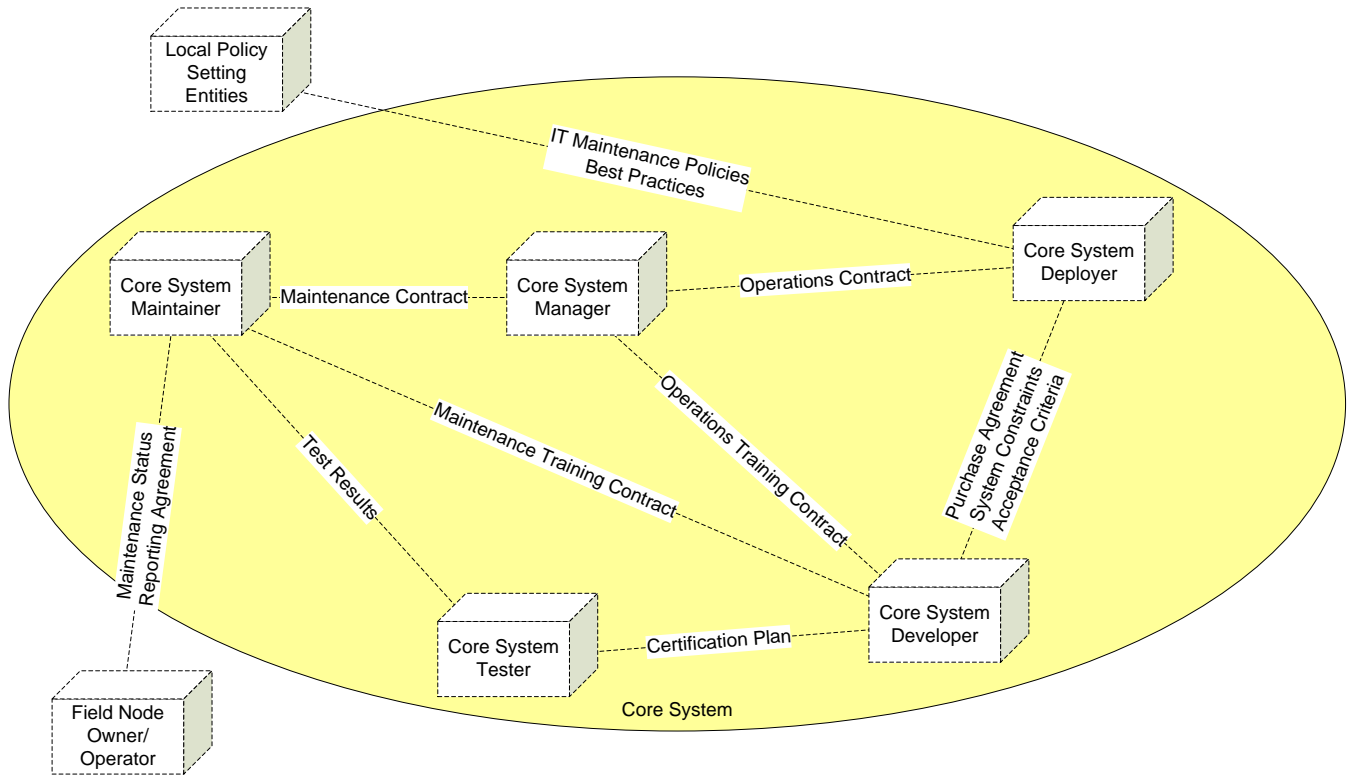 Local Policy
Setting
Entities
IT Maintenance Policies
Best Practices
Core System
Deployer
Core System
Maintainer
Maintenance Contract
Core System
Manager
Operations Contract
Purchase Agreement
System Constraints
Acceptance Criteria
Operations Training Contract
Maintenance Training Contract
Test Results
Maintenance Status
Reporting Agreement
Core System
Tester
Certification Plan
Core System
Developer
Core System
Field Node
Owner/
Operator